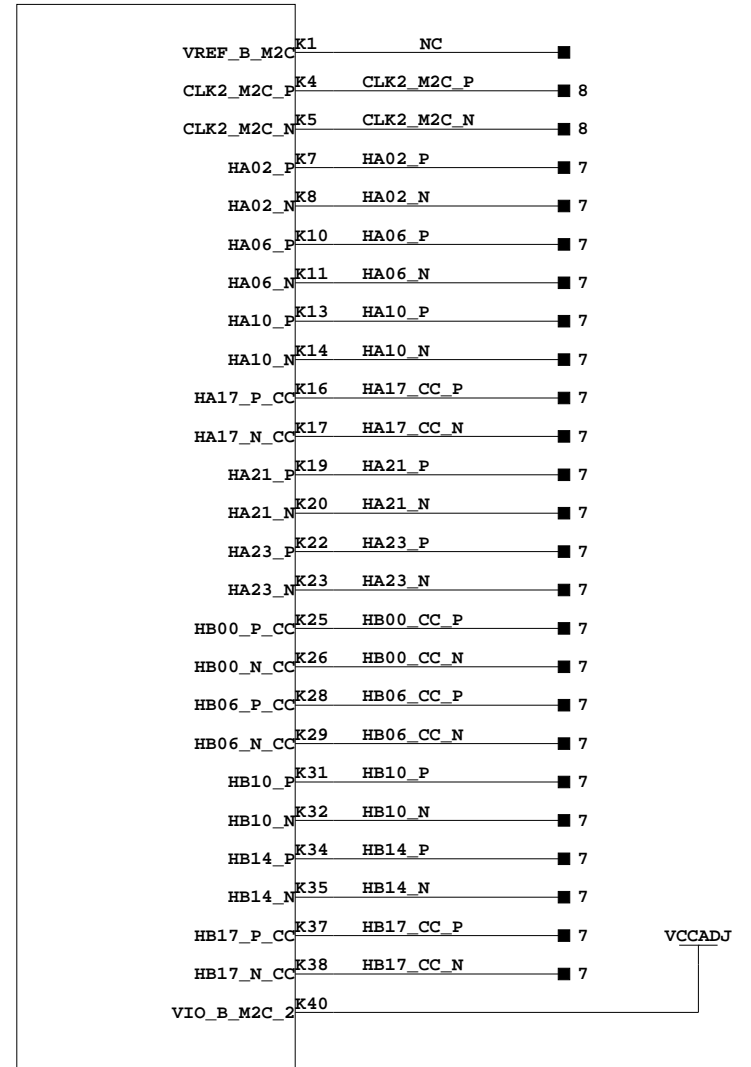 VREF_B_M2C K1 NC
CLK2_M2C_P K4 CLK2_M2C_P 8
CLK2_M2C_N K5 CLK2_M2C_N 8
HA02_P K7 HA02_P 7
HA02_N K8 HA02_N 7
HA06_P K10 HA06_P 7
HA06_N K11 HA06_N 7
HA10_P K13 HA10_P 7
HA10_N K14 HA10_N 7
HA17_P_CC K16 HA17_CC_P 7
HA17_N_CC K17 HA17_CC_N 7
HA21_P K19 HA21_P 7
HA21_N K20 HA21_N 7
HA23_P K22 HA23_P 7
HA23_N K23 HA23_N 7
HB00_P_CC K25 HB00_CC_P 7
HB00_N_CC K26 HB00_CC_N 7
HB06_P_CC K28 HB06_CC_P 7
HB06_N_CC K29 HB06_CC_N 7
HB10_P K31 HB10_P 7
HB10_N K32 HB10_N 7
HB14_P K34 HB14_P 7
HB14_N K35 HB14_N 7
HB17_P_CC K37 HB17_CC_P 7 VCCADJ
HB17_N_CC K38 HB17_CC_N 7
VIO_B_M2C_2 K40